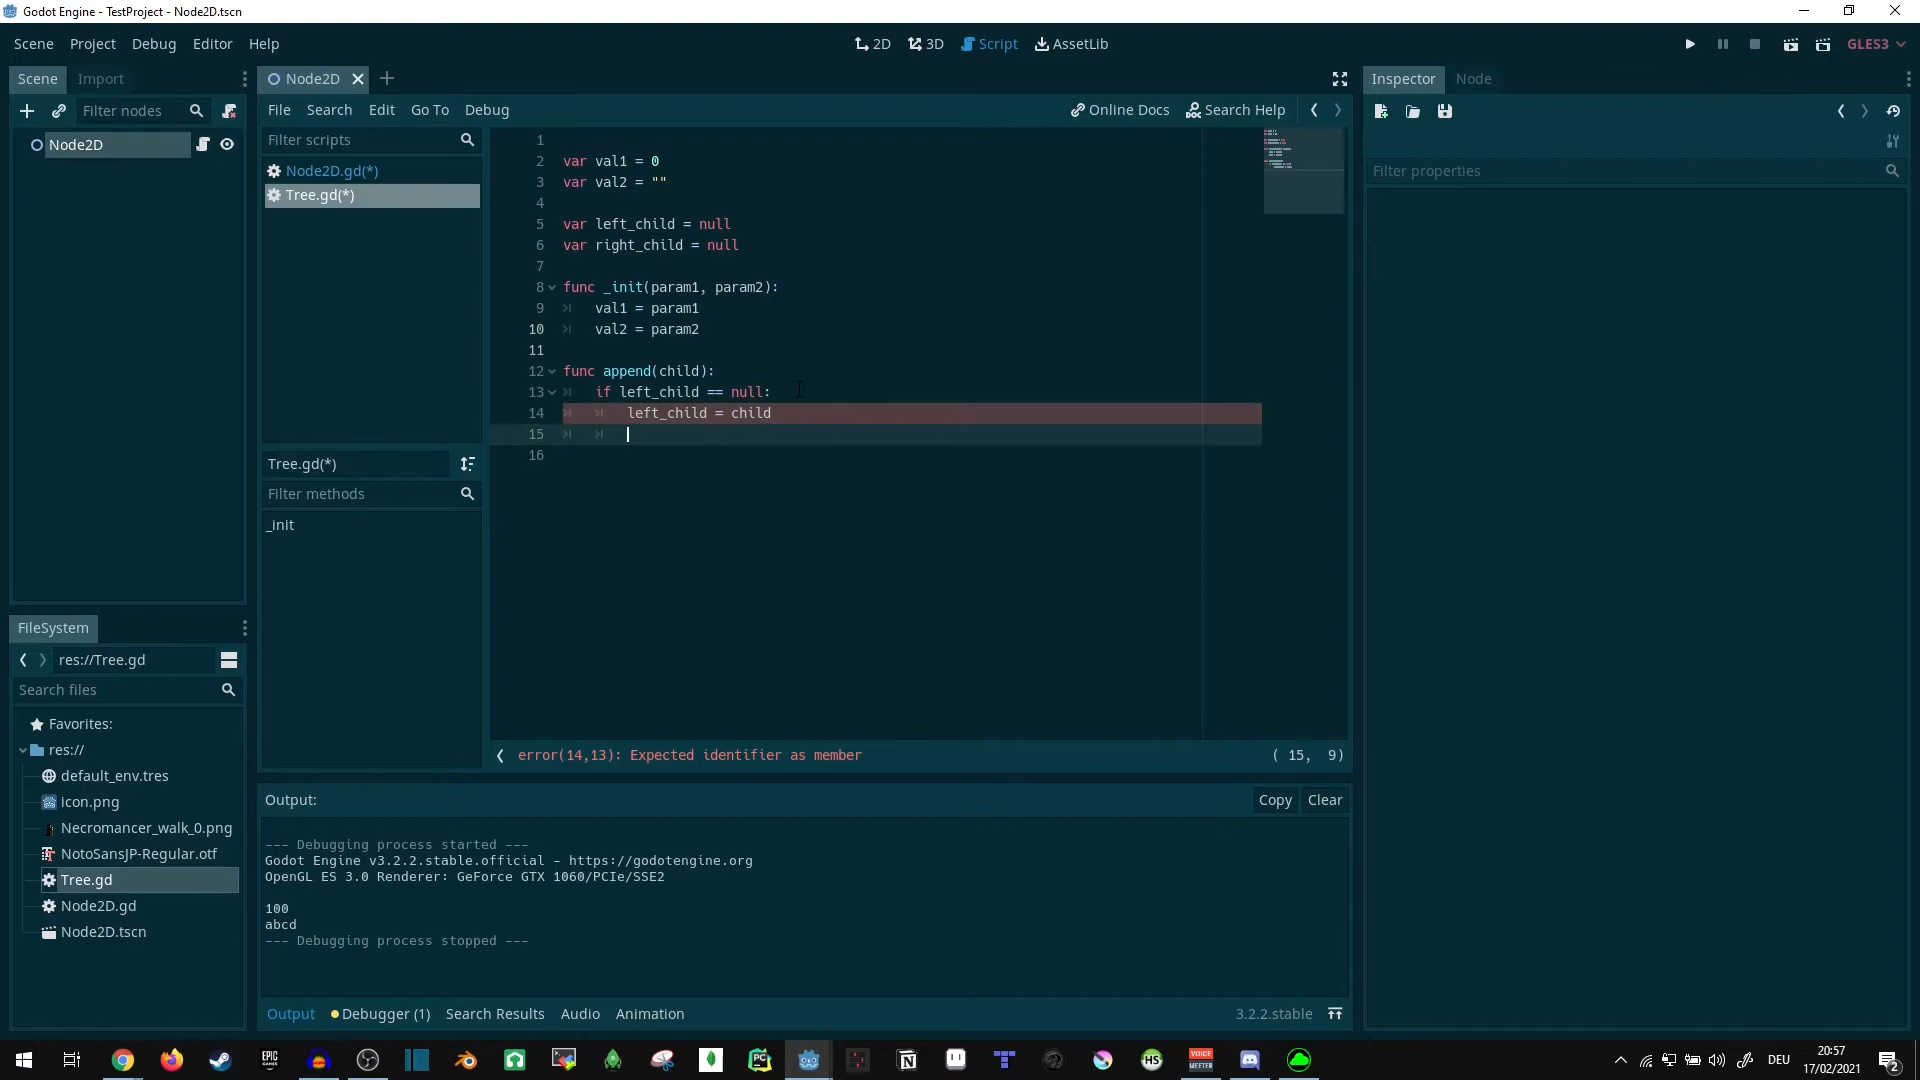 Godot Engine - TestProject - Node2D.tscn
Scene Project Debug Editor Help
2D 3D Script AssetLib
GLES3
Scene Import
Filter nodes
Node2D
Node2D
File Search Edit Go To Debug
Online Docs Search Help
Filter scripts
Node2D.gd(*)
Tree.gd(*)
Tree.gd(*)
Filter methods
_init
1
2 var val1 = 0
3 var val2 = ""
4
5 var left_child = null
6 var right_child = null
7
8 func _init(param1, param2):
9 val1 = param1
10 val2 = param2
11
12 func append(child):
13 if left_child == null:
14 left_child = child
15
16
error(14,13): Expected identifier as member
( 15, 9)
Inspector Node
Filter properties
FileSystem
res://Tree.gd
Search files
Favorites:
res://
default_env.tres
icon.png
Necromancer_walk_0.png
NotoSansJP-Regular.otf
Tree.gd
Node2D.gd
Node2D.tscn
Output:
Copy Clear
--- Debugging process started ---
Godot Engine v3.2.2.stable.official - https://godotengine.org
OpenGL ES 3.0 Renderer: GeForce GTX 1060/PCIe/SSE2
100
abcd
--- Debugging process stopped ---
Output Debugger (1) Search Results Audio Animation
3.2.2.stable
EPIC GAMES
PC
HS
VOICE MEETER
DEU
20:57
17/02/2021
2